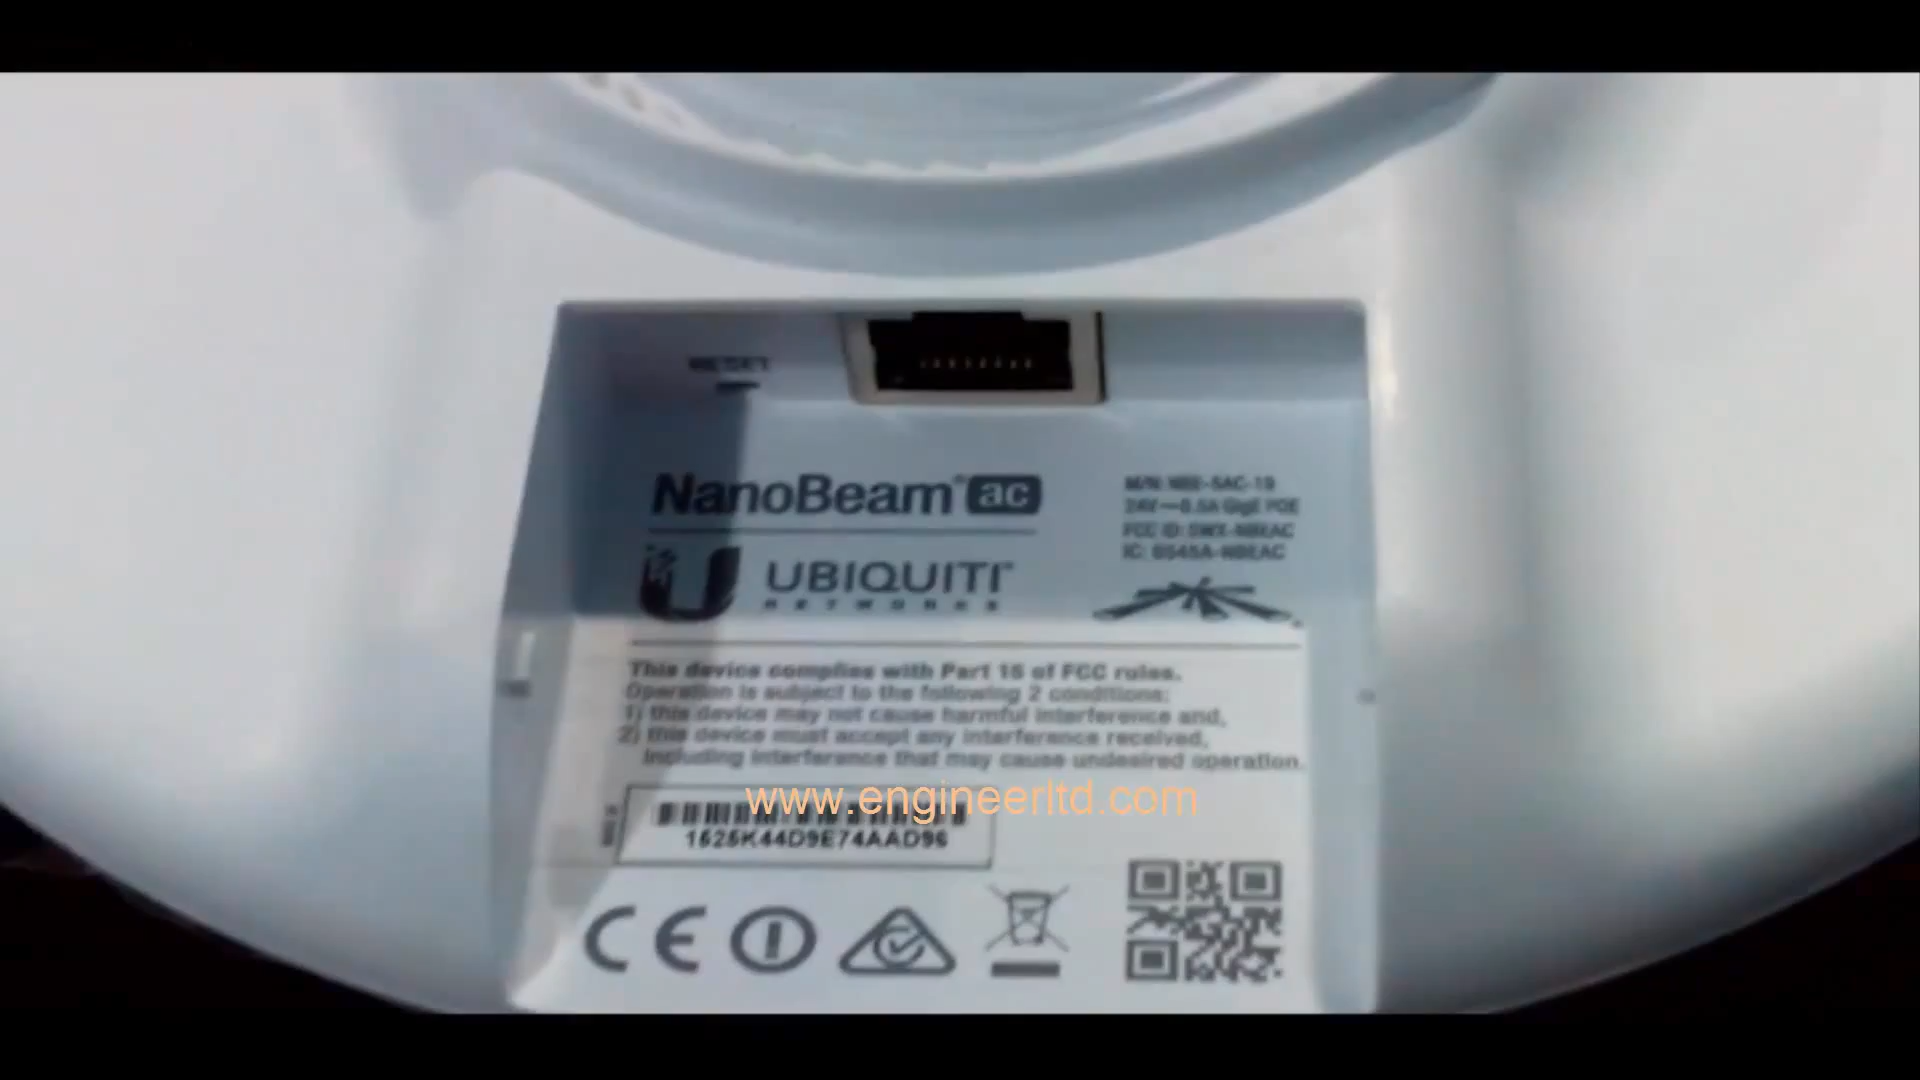 RESET
NanoBeam ac
M/N: NBE-5AC-19
24V⎓0.5A GigE POE
FCC ID: SWX-NBEAC
IC: 6545A-NBEAC
UBIQUITI
NETWORKS
This device complies with Part 15 of FCC rules.
Operation is subject to the following 2 conditions:
1) this device may not cause harmful interference and,
2) this device must accept any interference received,
including interference that may cause undesired operation.
www.engineerltd.com
1525K44D9E74AAD96
CE